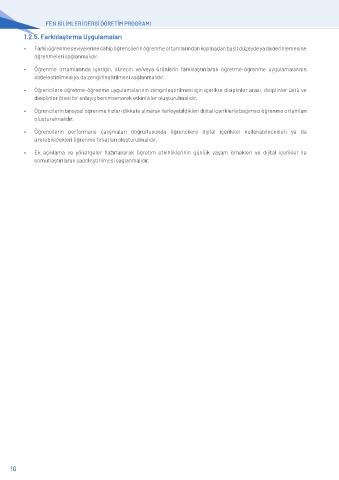 FEN BİLİMLERİ DERSİ ÖĞRETİM PROGRAMI
1.2.5. Farklılaştırma Uygulamaları
• Farklı öğrenme seviyelerine sahip öğrencilerin öğrenme ortamlarından kopmadan basit düzeyde ya da derinlemesine
öğrenmeleri sağlanmalıdır.
• Öğrenme ortamlarında içeriğin, sürecin ve/veya ürünlerin farklılaştırılarak öğretme-öğrenme uygulamalarının
sadeleştirilmesi ya da zenginleştirilmesi sağlanmalıdır.
• Öğrencilere öğretme-öğrenme uygulamalarının zenginleştirilmesi için içerikte disiplinler arası, disiplinler üstü ve
disiplinler ötesi bir anlayış benimsenerek etkinlikler oluşturulmalıdır.
• Öğrencilerin bireysel öğrenme hızları dikkate alınarak ilerleyebildikleri dijital içeriklerle bağımsız öğrenme ortamları
oluşturulmalıdır.
• Öğrencilerin performans çalışmaları doğrultusunda öğrencilere dijital içerikleri kullanabilecekleri ya da
üretebilecekleri öğrenme fırsatları oluşturulmalıdır.
• Ek açıklama ve yönergeler hazırlanarak öğretim etkinliklerinin günlük yaşam örnekleri ve dijital içerikler ile
somutlaştırılarak sadeleştirilmesi sağlanmalıdır.
16